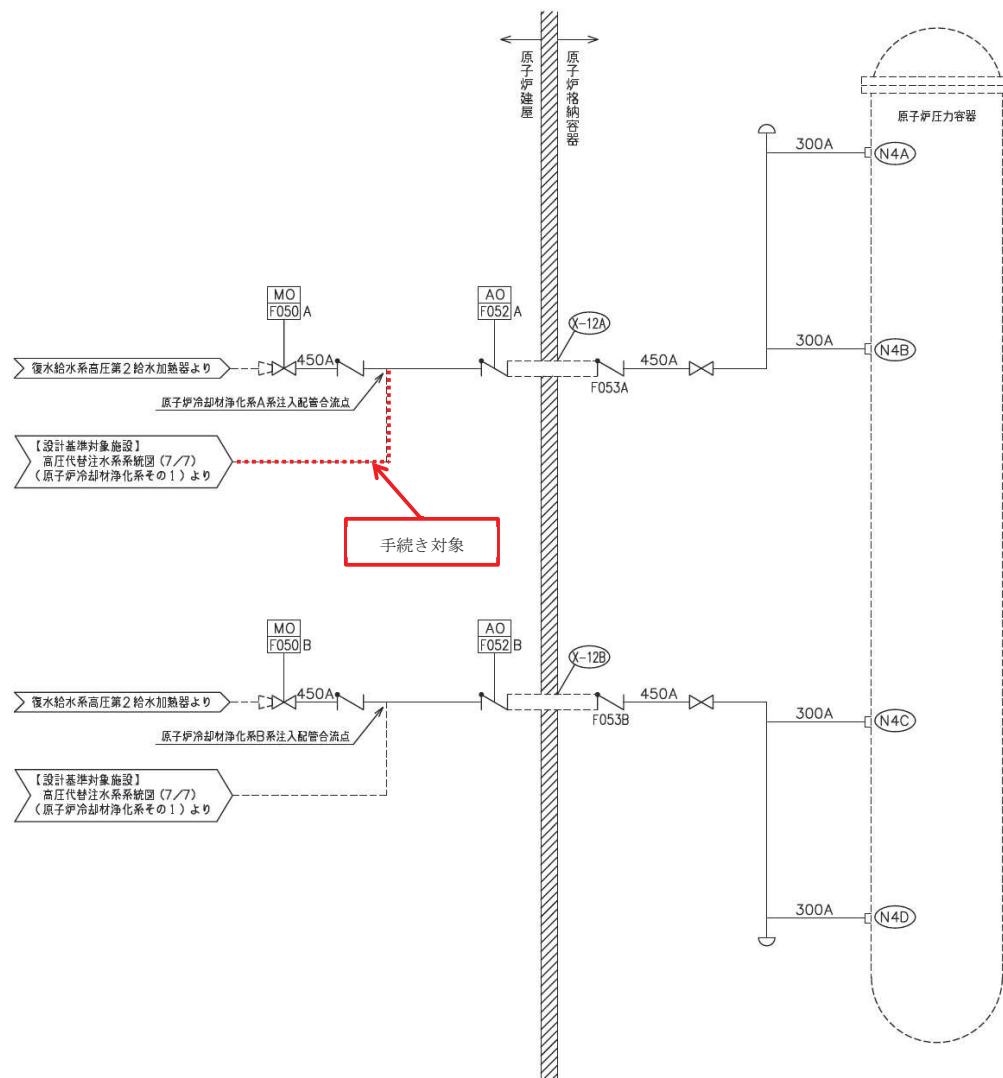 原子炉建屋
原子炉格納容器
原子炉圧力容器
300A
N4A
MO
F050 A
AO
F052 A
X-12A
300A
N4B
復水給水系高圧第2給水加熱器より
450A
450A
F053A
原子炉冷却材浄化系A系注入配管合流点
【設計基準対象施設】
高圧代替注水系系統図(7/7)
(原子炉冷却材浄化系その1)より
手続き対象
MO
F050 B
AO
F052 B
X-12B
復水給水系高圧第2給水加熱器より
450A
450A
F053B
300A
N4C
原子炉冷却材浄化系B系注入配管合流点
【設計基準対象施設】
高圧代替注水系系統図(7/7)
(原子炉冷却材浄化系その1)より
300A
N4D